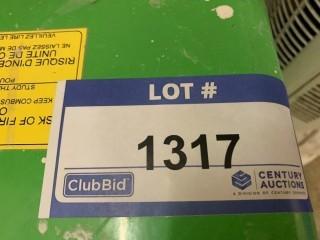 LOT #
1317
ClubBid
CENTURY
AUCTIONS
A DIVISION OF CENTURY SERVICES
VEUILLEZ LIRE LE
NE LAISSEZ PAS DE M
UNITE DE C
RISQUE D'INCE
POU
STUDY TH
KEEP COMBUS
SK OF FIR